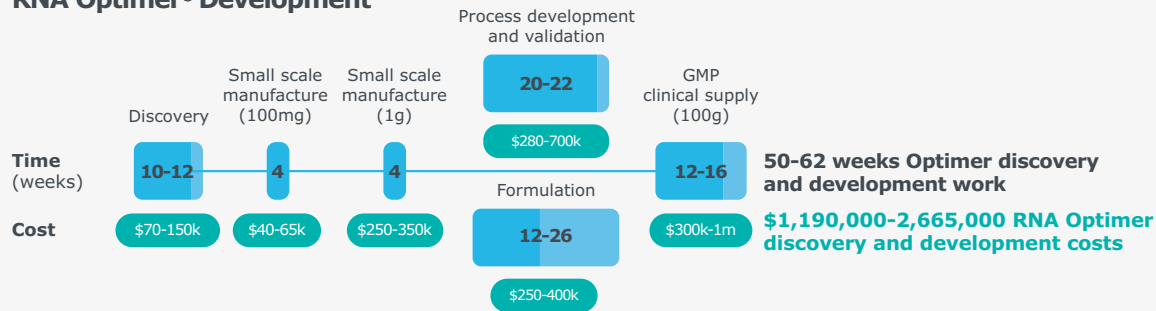 RNA Optimer® Development
Process development
and validation
20-22
$280-700k
Small scale
manufacture
(100mg)
Small scale
manufacture
(1g)
GMP
clinical supply
(100g)
Discovery
Time
(weeks)
10-12
4
4
12-16
50-62 weeks Optimer discovery
and development work
Formulation
12-26
$250-400k
Cost
$70-150k
$40-65k
$250-350k
$300k-1m
$1,190,000-2,665,000 RNA Optimer
discovery and development costs